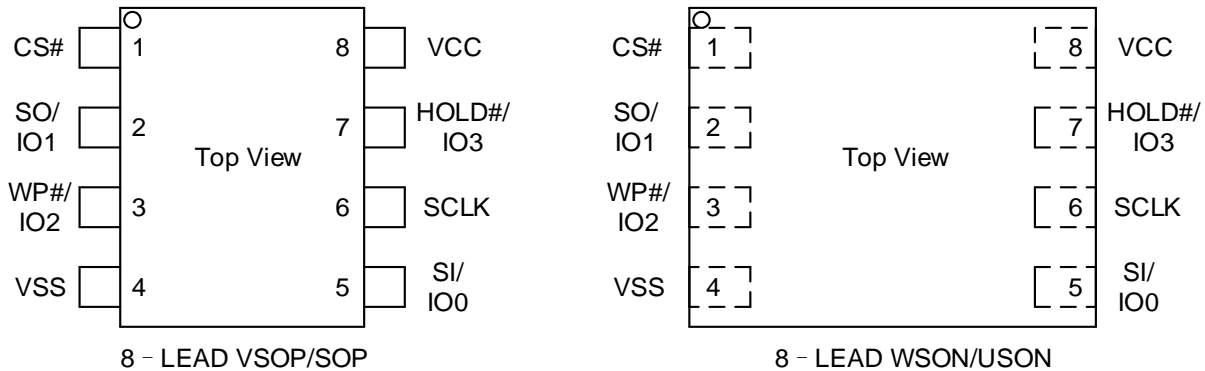 CS# 1 8 VCC
SO/
IO1 2 7 HOLD#/
IO3
Top View
WP#/
IO2 3 6 SCLK
VSS 4 5 SI/
IO0
8 – LEAD VSOP/SOP
CS# 1 8 VCC
SO/
IO1 2 7 HOLD#/
IO3
Top View
WP#/
IO2 3 6 SCLK
VSS 4 5 SI/
IO0
8 – LEAD WSON/USON